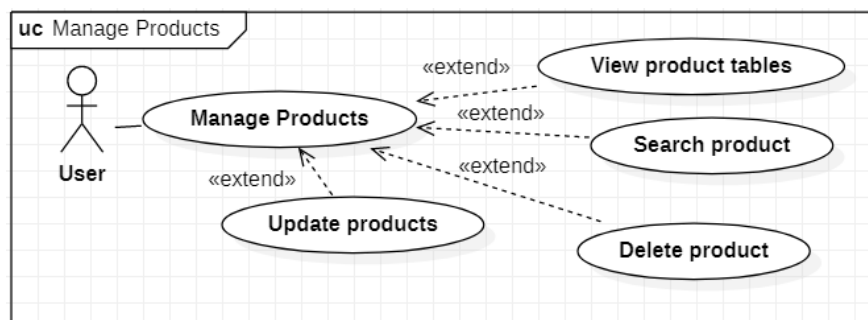 uc Manage Products
«extend»
View product tables
Manage Products
«extend»
Search product
User
«extend»
«extend»
Update products
Delete product